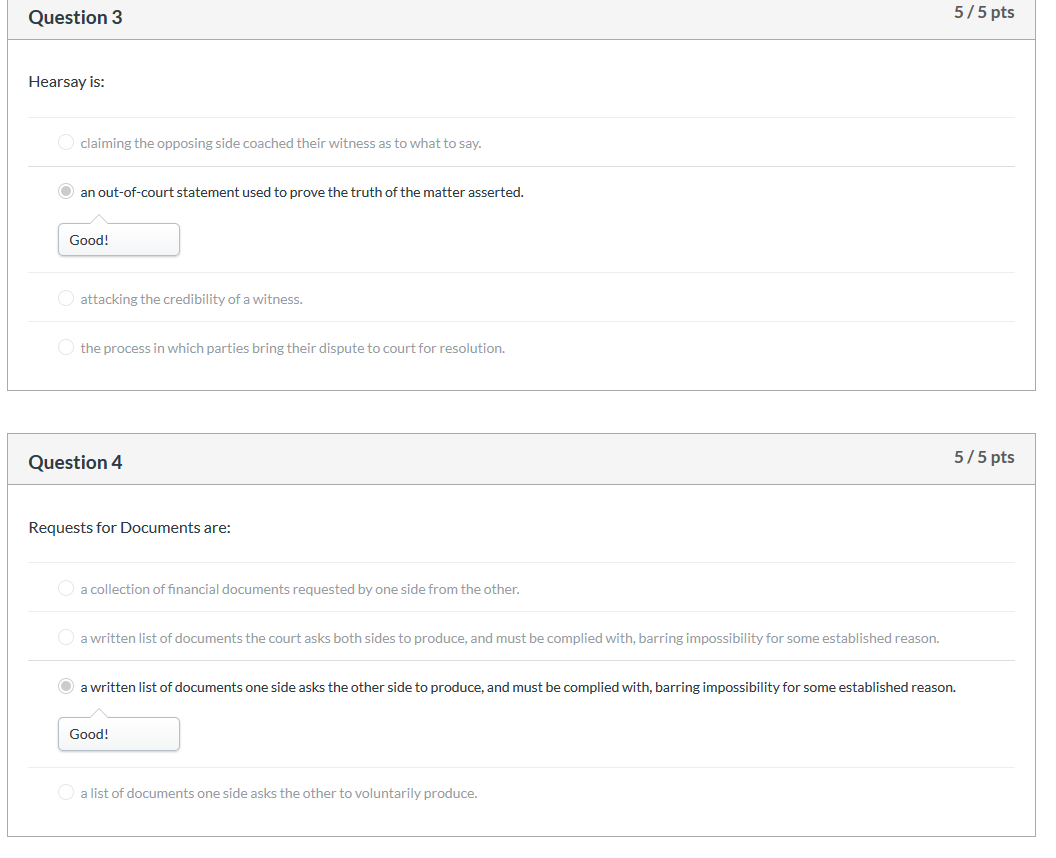 Question 3
5 / 5 pts
Hearsay is:
claiming the opposing side coached their witness as to what to say.
an out-of-court statement used to prove the truth of the matter asserted.
Good!
attacking the credibility of a witness.
the process in which parties bring their dispute to court for resolution.
Question 4
5 / 5 pts
Requests for Documents are:
a collection of financial documents requested by one side from the other.
a written list of documents the court asks both sides to produce, and must be complied with, barring impossibility for some established reason.
a written list of documents one side asks the other side to produce, and must be complied with, barring impossibility for some established reason.
Good!
a list of documents one side asks the other to voluntarily produce.